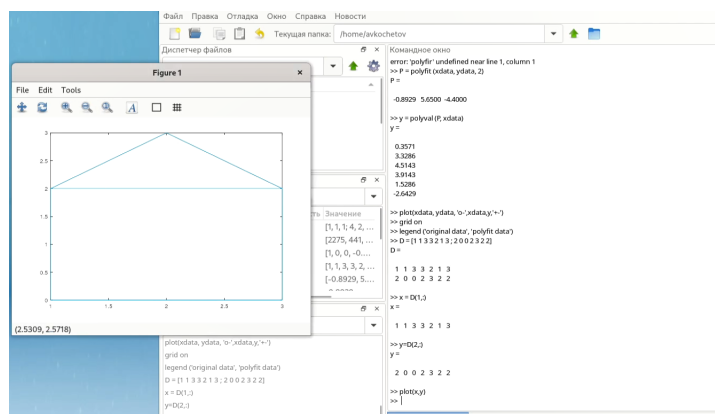 Файл Правка Отладка Окно Справка Новости
Текущая папка: /home/avkochetov
Диспетчер файлов
Командное окно
error: 'polyfir' undefined near line 1, column 1
>> P = polyfit (xdata, ydata, 2)
P =
-0.8929 5.6500 -4.4000
>> y = polyval (P, xdata)
y =
0.3571
3.3286
4.5143
3.9143
1.5286
-2.6429
>> plot(xdata, ydata, 'o-',xdata,y,'+-')
>> grid on
>> legend ('original data', 'polyfit data')
>> D = [1 1 3 3 2 1 3 ; 2 0 0 2 3 2 2]
D =
1 1 3 3 2 1 3
2 0 0 2 3 2 2
>> x = D(1,:)
x =
1 1 3 3 2 1 3
>> y=D(2,:)
y =
2 0 0 2 3 2 2
>> plot(x,y)
>>
Figure 1
File Edit Tools
A
3
2.5
2
1.5
1
0.5
0
1 1.5 2 2.5 3
(2.5309, 2.5718)
Значение
[1, 1, 1; 4, 2, ...
[2275, 441, ...
[1, 0, 0, -0....
[1, 1, 3, 3, 2, ...
[-0.8929, 5....
plot(xdata, ydata, 'o-',xdata,y,'+-')
grid on
legend ('original data', 'polyfit data')
D = [1 1 3 3 2 1 3 ; 2 0 0 2 3 2 2]
x = D(1,:)
y=D(2,:)